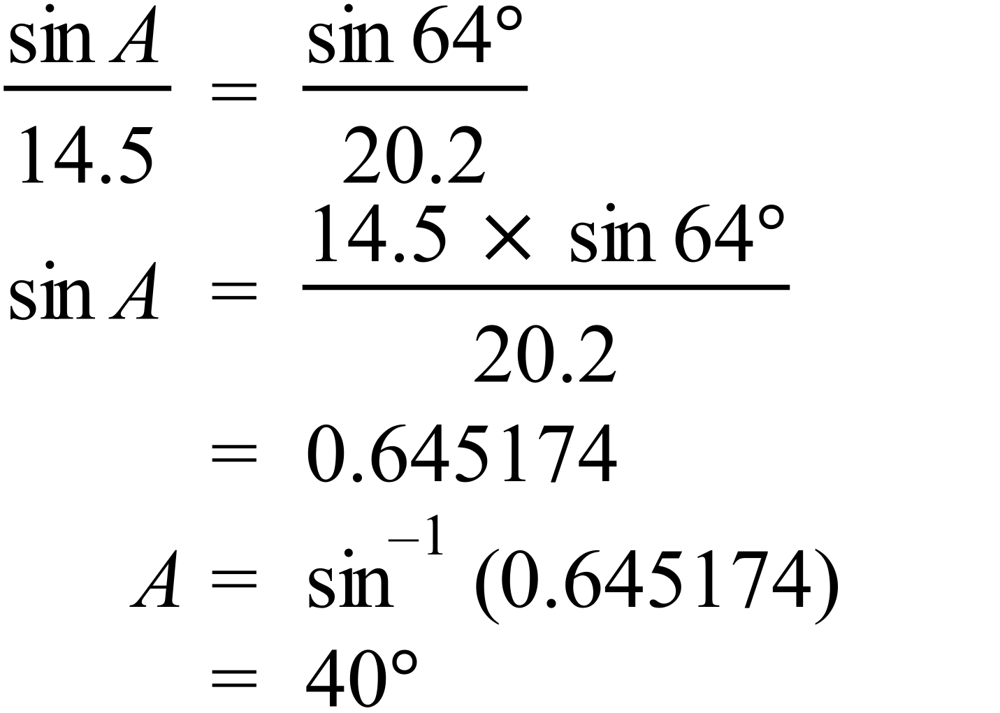 sin A / 14.5 = sin 64° / 20.2
sin A = 14.5 × sin 64° / 20.2
= 0.645174
A = sin⁻¹ (0.645174)
= 40°